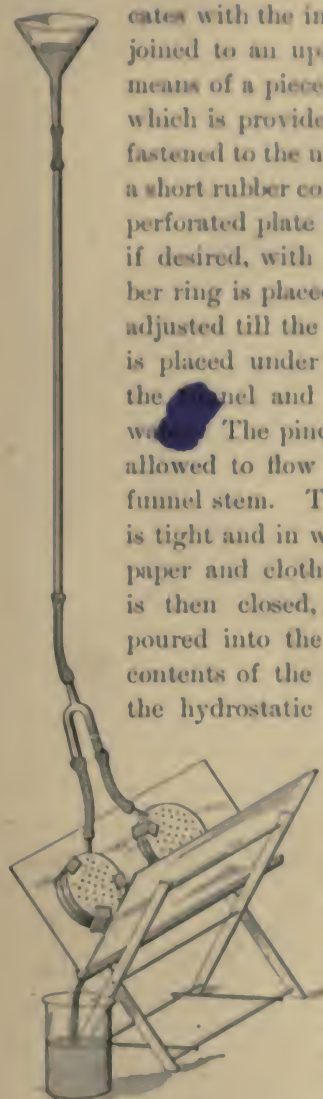 cates with the in
joined to an up
means of a piece
which is provide
fastened to the u
a short rubber co
perforated plate
if desired, with
ber ring is placed
adjusted till the
is placed under
the and
The pinc
allowed to flow
funnel stem. T
is tight and in w
paper and cloth
is then closed,
poured into the
contents of the
the hydrostatic